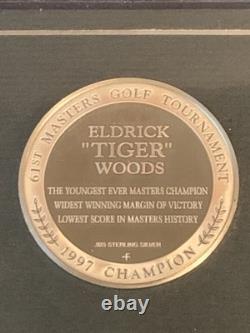 61st MASTERS GOLF TOURNAMENT
ELDRICK
"TIGER"
WOODS
THE YOUNGEST EVER MASTERS CHAMPION
WIDEST WINNING MARGIN OF VICTORY
LOWEST SCORE IN MASTERS HISTORY
.925 STERLING SILVER
1997 CHAMPION